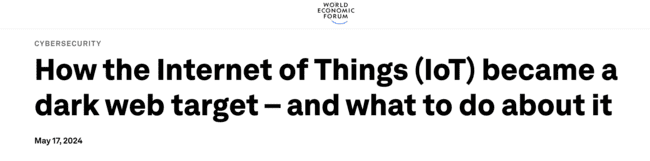 WORLD
ECONOMIC
FORUM
CYBERSECURITY
How the Internet of Things (IoT) became a
dark web target – and what to do about it
May 17, 2024